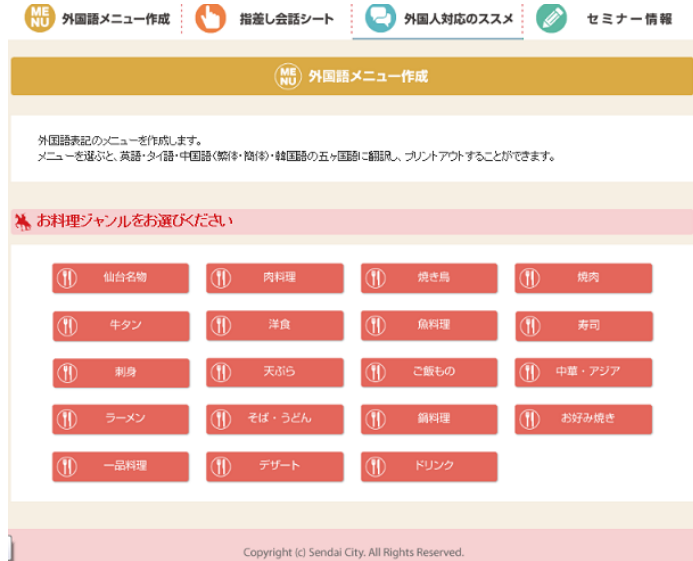 MENU 外国語メニュー作成 指差し会話シート 外国人対応のススメ セミナー情報
MENU 外国語メニュー作成
外国語表記のメニューを作成します。
メニューを選ぶと、英語・タイ語・中国語(繁体・簡体)・韓国語の五ヶ国語に翻訳し、プリントアウトすることができます。
お料理ジャンルをお選びください
仙台名物 肉料理 焼き鳥 焼肉
牛タン 洋食 魚料理 寿司
刺身 天ぷら ご飯もの 中華・アジア
ラーメン そば・うどん 鍋料理 お好み焼き
一品料理 デザート ドリンク
Copyright (c) Sendai City. All Rights Reserved.